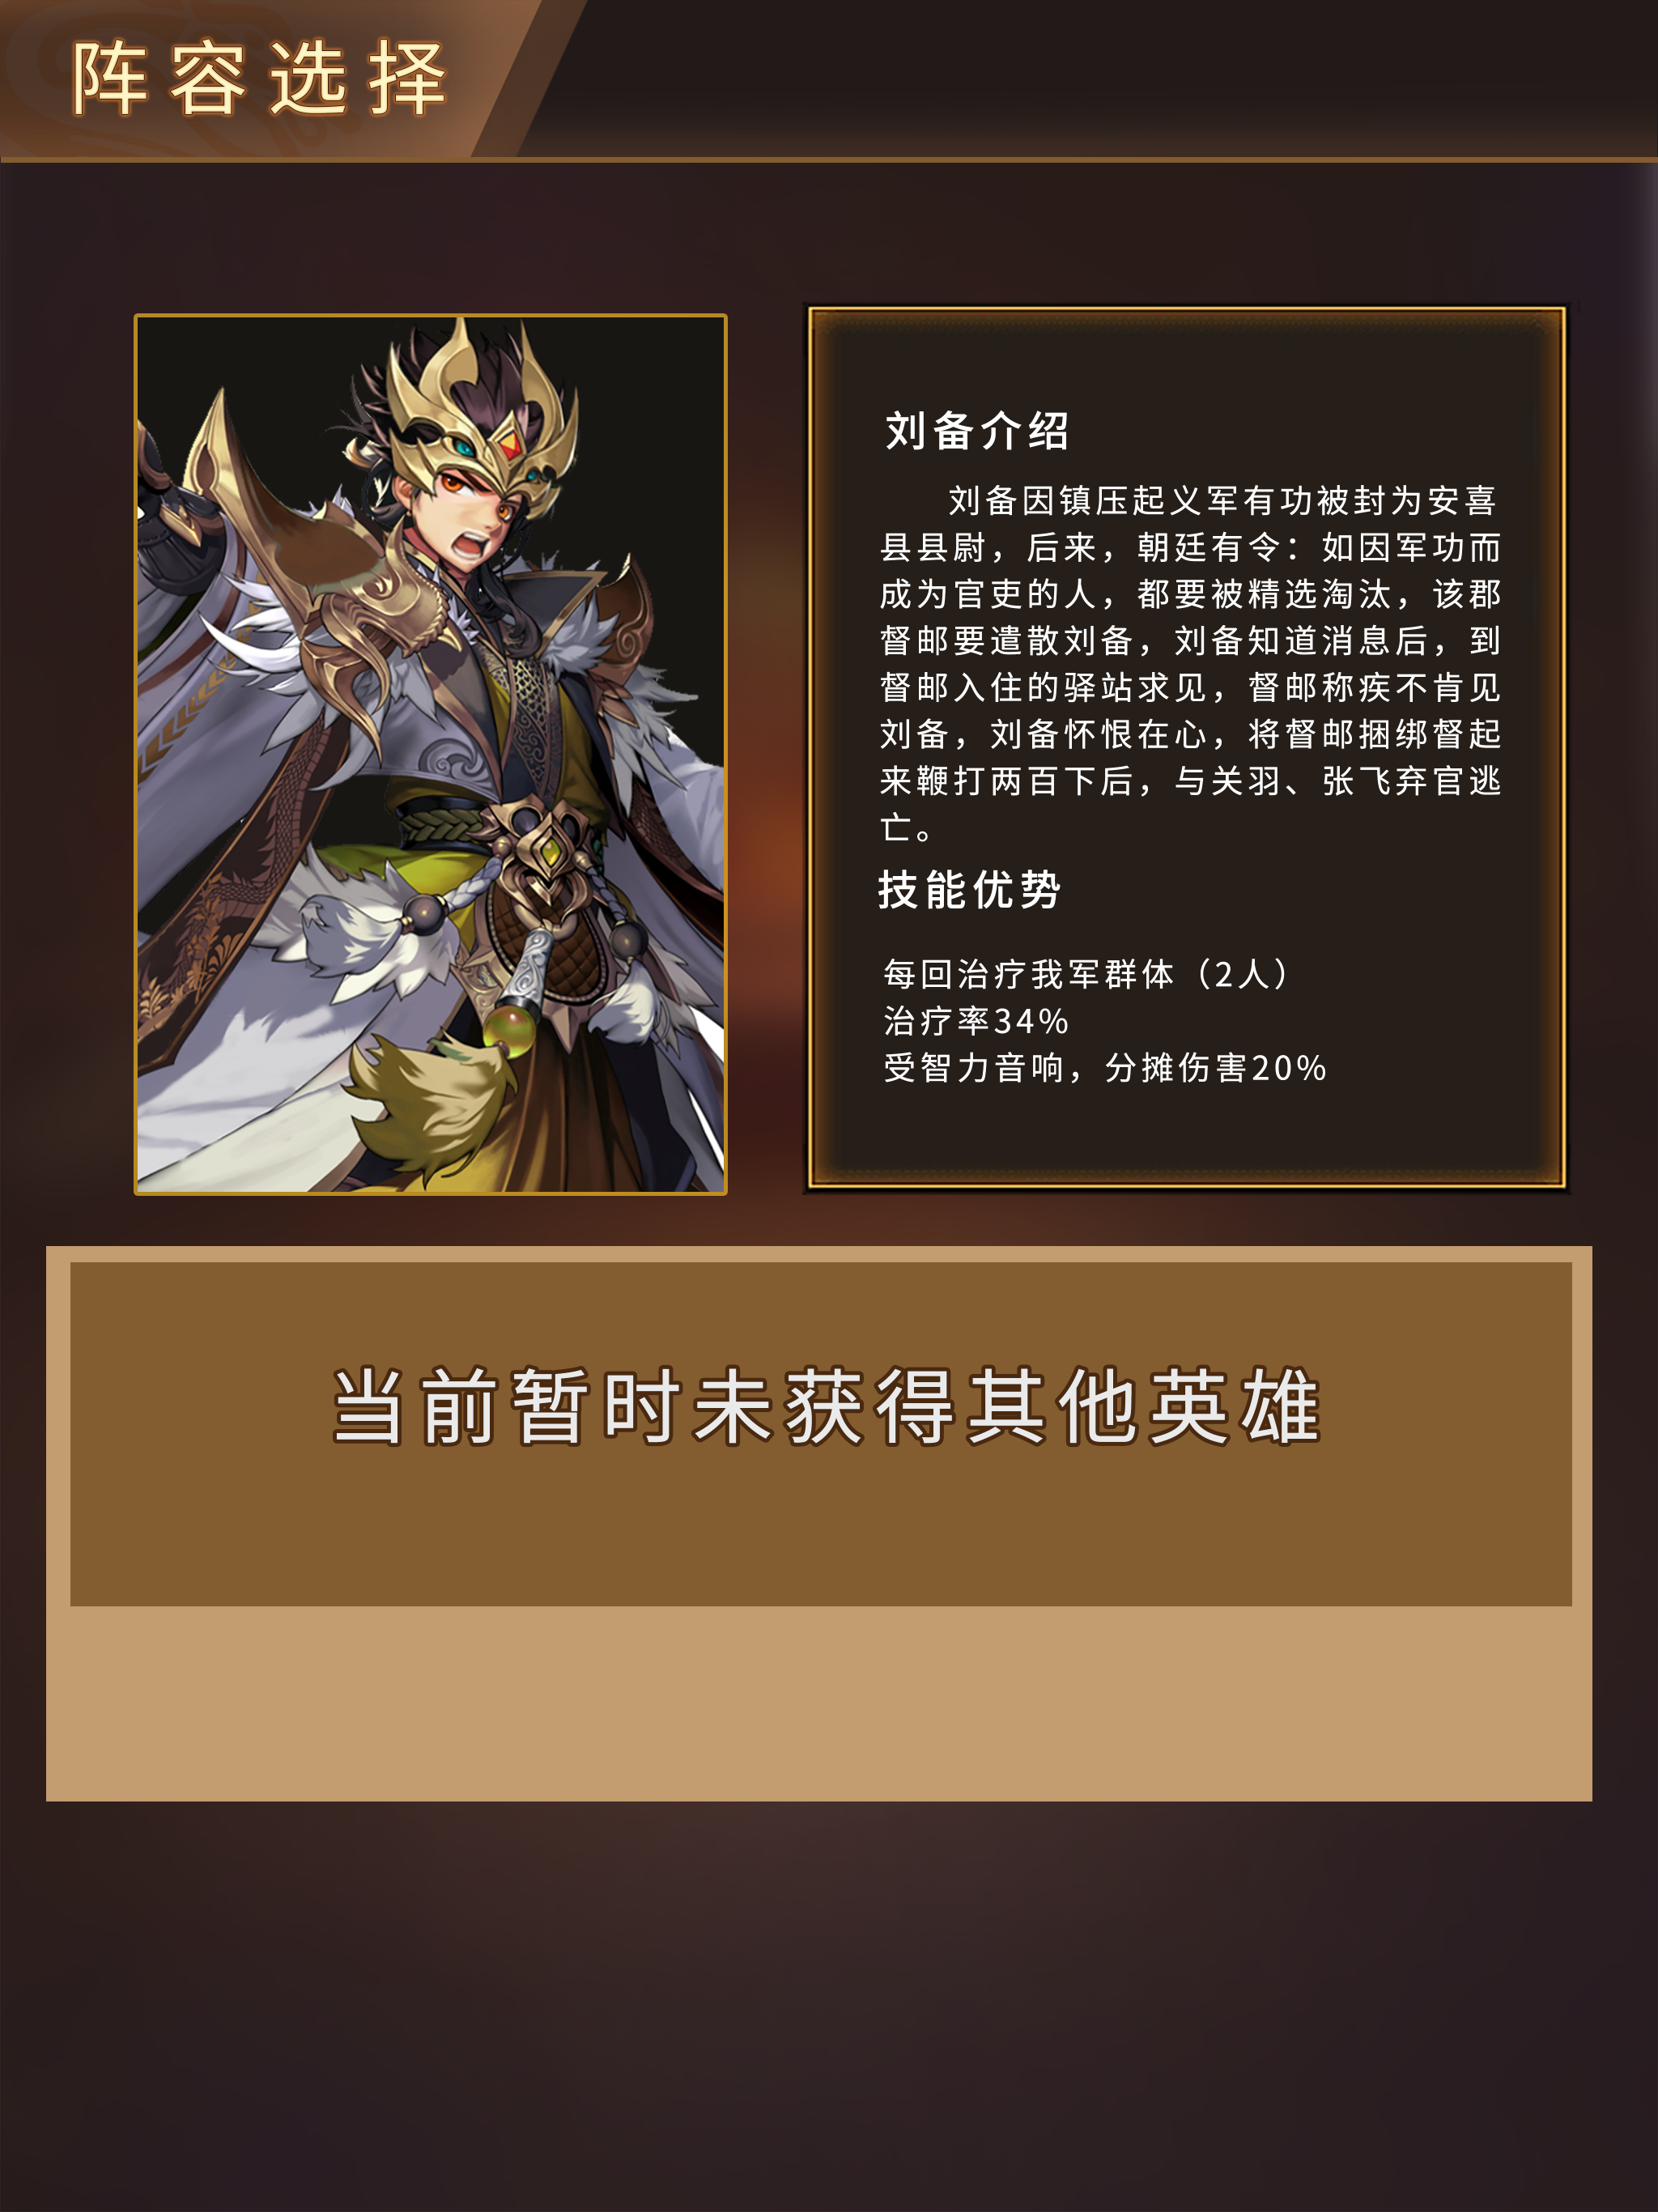 阵容选择
刘备介绍
刘备因镇压起义军有功被封为安喜
县县尉，后来，朝廷有令：如因军功而
成为官吏的人，都要被精选淘汰，该郡
督邮要遣散刘备，刘备知道消息后，到
督邮入住的驿站求见，督邮称疾不肯见
刘备，刘备怀恨在心，将督邮捆绑督起
来鞭打两百下后，与关羽、张飞弃官逃
亡。
技能优势
每回治疗我军群体（2人）
治疗率34%
受智力音响，分摊伤害20%
当前暂时未获得其他英雄